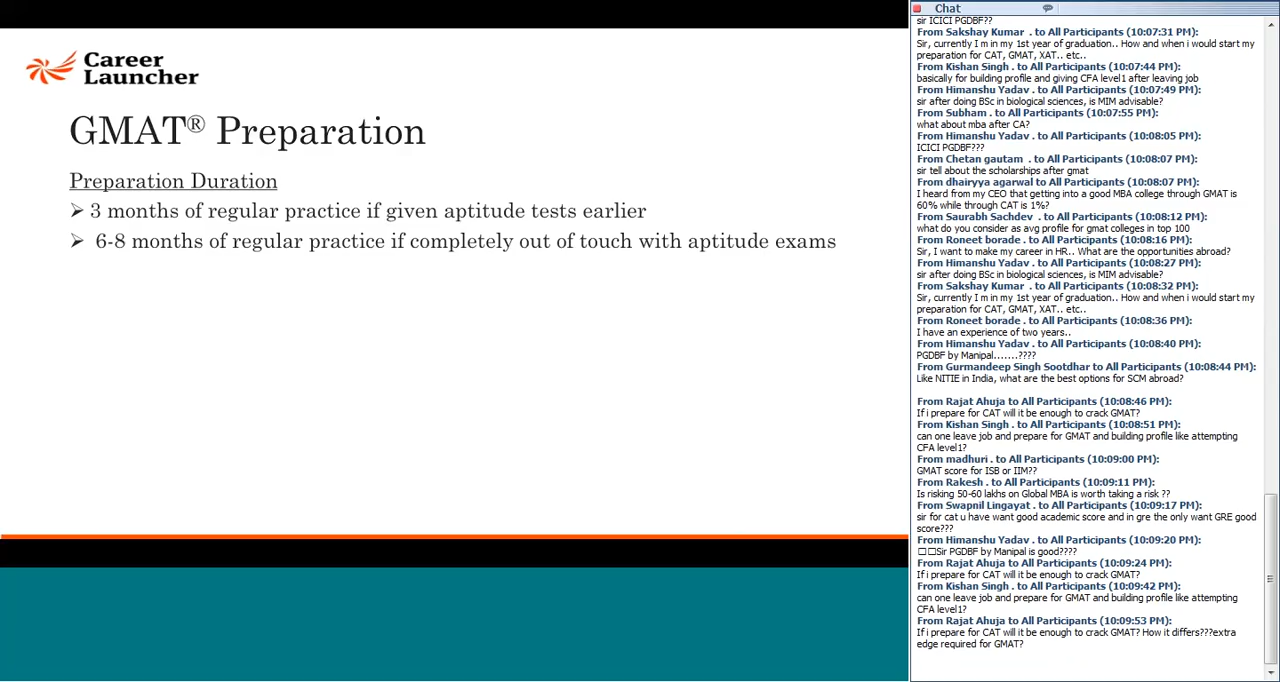 Career
Launcher
GMAT® Preparation
Preparation Duration
➢ 3 months of regular practice if given aptitude tests earlier
➢ 6-8 months of regular practice if completely out of touch with aptitude exams
Chat
sir ICICI PGDBF??
From Sakshay Kumar . to All Participants (10:07:31 PM):
Sir, currently I m in my 1st year of graduation.. How and when i would start my
preparation for CAT, GMAT, XAT.. etc..
From Kishan Singh . to All Participants (10:07:44 PM):
basically for building profile and giving CFA level1 after leaving job
From Himanshu Yadav . to All Participants (10:07:49 PM):
sir after doing BSc in biological sciences, is MIM advisable?
From Subham . to All Participants (10:07:55 PM):
what about mba after CA?
From Himanshu Yadav . to All Participants (10:08:05 PM):
ICICI PGDBF???
From Chetan gautam . to All Participants (10:08:07 PM):
sir tell about the scholarships after gmat
From dhairyya agarwal to All Participants (10:08:07 PM):
I heard from my CEO that getting into a good MBA college through GMAT is
60% while through CAT is 1%?
From Saurabh Sachdev . to All Participants (10:08:12 PM):
what do you consider as avg profile for gmat colleges in top 100
From Roneet borade . to All Participants (10:08:16 PM):
Sir, I want to make my career in HR.. What are the opportunities abroad?
From Himanshu Yadav . to All Participants (10:08:27 PM):
sir after doing BSc in biological sciences, is MIM advisable?
From Sakshay Kumar . to All Participants (10:08:32 PM):
Sir, currently I m in my 1st year of graduation.. How and when i would start my
preparation for CAT, GMAT, XAT.. etc..
From Roneet borade . to All Participants (10:08:36 PM):
I have an experience of two years..
From Himanshu Yadav . to All Participants (10:08:40 PM):
PGDBF by Manipal.......????
From Gurmandeep Singh Sootdhar to All Participants (10:08:44 PM):
Like NITIE in India, what are the best options for SCM abroad?
From Rajat Ahuja to All Participants (10:08:46 PM):
If i prepare for CAT will it be enough to crack GMAT?
From Kishan Singh . to All Participants (10:08:51 PM):
can one leave job and prepare for GMAT and building profile like attempting
CFA level1?
From madhuri . to All Participants (10:09:00 PM):
GMAT score for ISB or IIM??
From Rakesh . to All Participants (10:09:11 PM):
Is risking 50-60 lakhs on Global MBA is worth taking a risk ??
From Swapnil Lingayat . to All Participants (10:09:17 PM):
sir for cat u have want good academic score and in gre the only want GRE good
score???
From Himanshu Yadav . to All Participants (10:09:20 PM):
□□Sir PGDBF by Manipal is good????
From Rajat Ahuja to All Participants (10:09:24 PM):
If i prepare for CAT will it be enough to crack GMAT?
From Kishan Singh . to All Participants (10:09:42 PM):
can one leave job and prepare for GMAT and building profile like attempting
CFA level1?
From Rajat Ahuja to All Participants (10:09:53 PM):
If i prepare for CAT will it be enough to crack GMAT? How it differs???extra
edge required for GMAT?